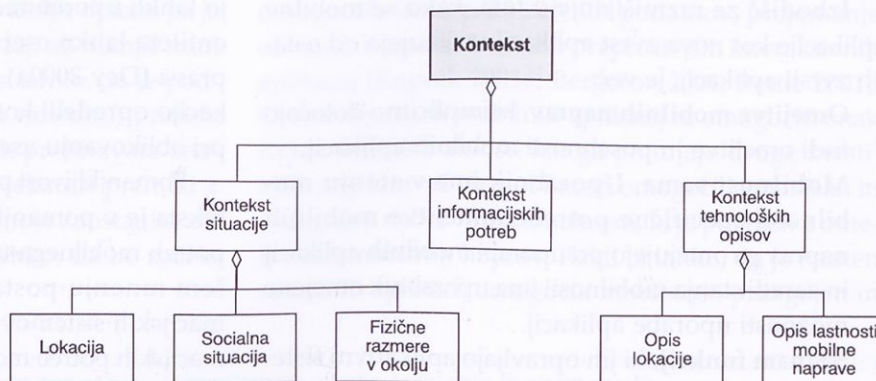 Kontekst
Kontekst
situacije
Kontekst
informacijskih
potreb
Kontekst
tehnoloških
opisov
Lokacija
Socialna
situacija
Fizične
razmere
v okolju
Opis
lokacije
Opis lastnosti
mobilne
naprave